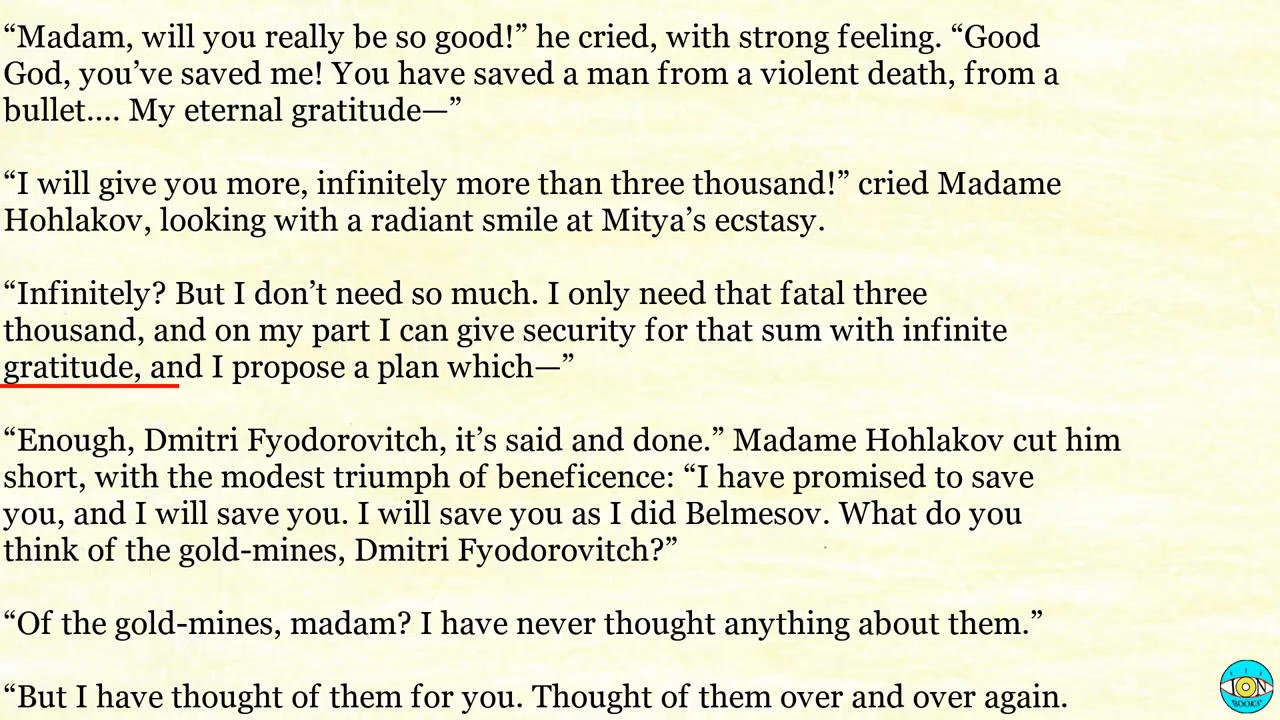 “Madam, will you really be so good!” he cried, with strong feeling. “Good
God, you’ve saved me! You have saved a man from a violent death, from a
bullet.... My eternal gratitude—”
“I will give you more, infinitely more than three thousand!” cried Madame
Hohlakov, looking with a radiant smile at Mitya’s ecstasy.
“Infinitely? But I don’t need so much. I only need that fatal three
thousand, and on my part I can give security for that sum with infinite
gratitude, and I propose a plan which—”
“Enough, Dmitri Fyodorovitch, it’s said and done.” Madame Hohlakov cut him
short, with the modest triumph of beneficence: “I have promised to save
you, and I will save you. I will save you as I did Belmesov. What do you
think of the gold-mines, Dmitri Fyodorovitch?”
“Of the gold-mines, madam? I have never thought anything about them.”
“But I have thought of them for you. Thought of them over and over again.
ION
BOOKS